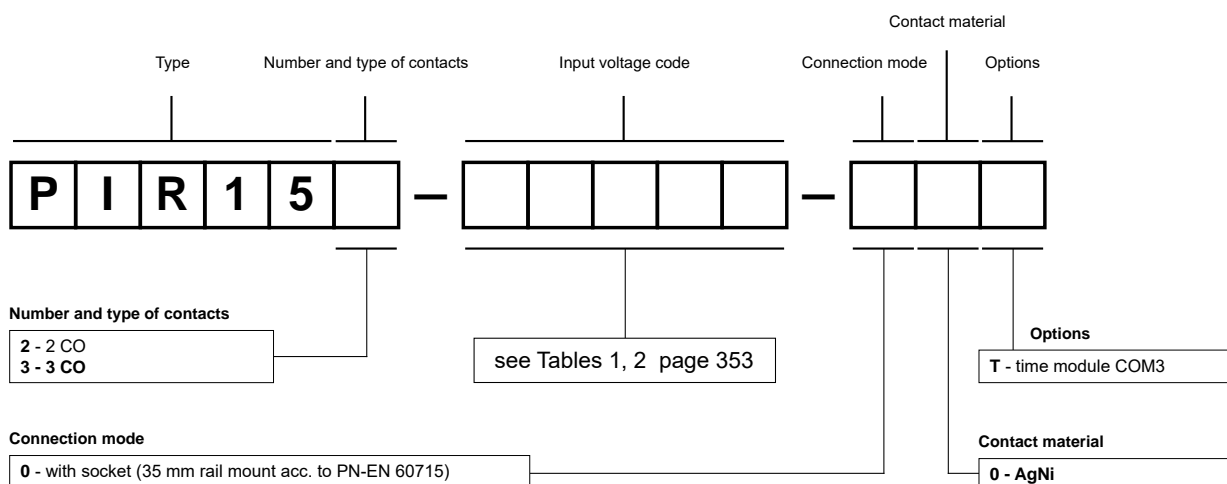 Contact material
Type Number and type of contacts Input voltage code Connection mode Options
P I R 1 5 – –
Number and type of contacts
2 - 2 CO
3 - 3 CO
see Tables 1, 2 page 353
Options
T - time module COM3
Connection mode
0 - with socket (35 mm rail mount acc. to PN-EN 60715)
Contact material
0 - AgNi